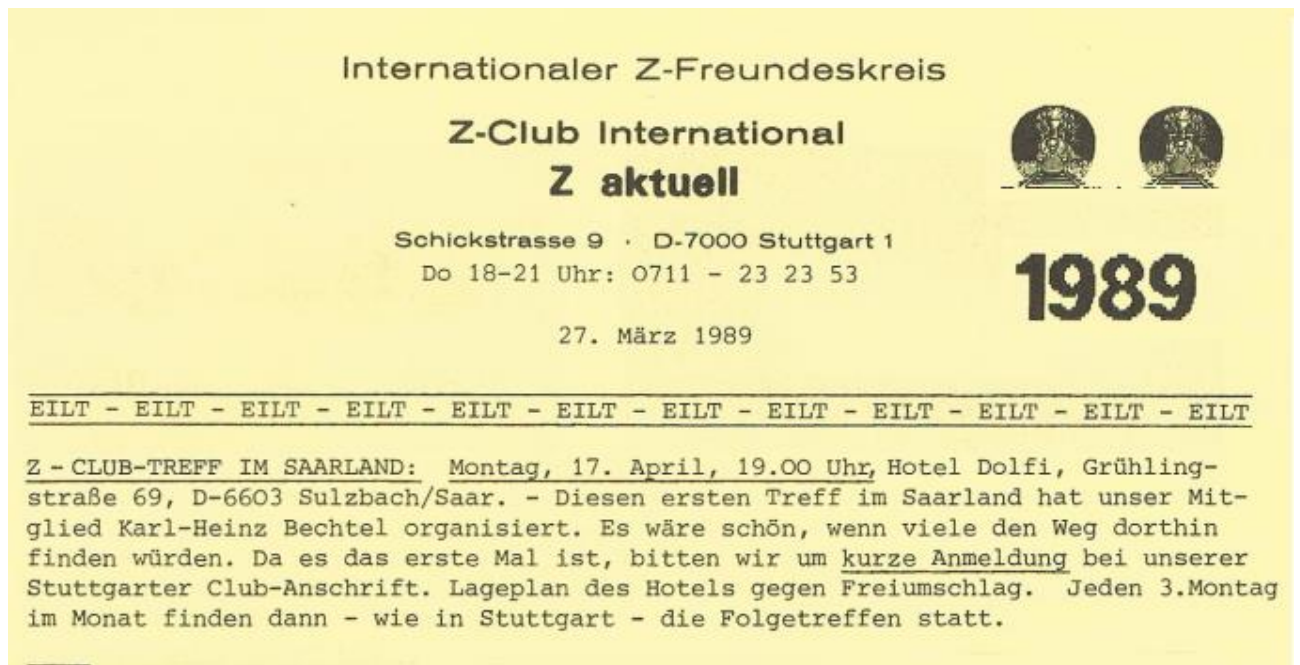 Internationaler Z-Freundeskreis
Z-Club International
Z aktuell
Schickstrasse 9 · D-7000 Stuttgart 1
Do 18-21 Uhr: 0711 - 23 23 53
1989
27. März 1989
EILT - EILT - EILT - EILT - EILT - EILT - EILT - EILT - EILT - EILT - EILT - EILT
Z - CLUB-TREFF IM SAARLAND: Montag, 17. April, 19.00 Uhr, Hotel Dolfi, Grühling-
straße 69, D-6603 Sulzbach/Saar. - Diesen ersten Treff im Saarland hat unser Mit-
glied Karl-Heinz Bechtel organisiert. Es wäre schön, wenn viele den Weg dorthin
finden würden. Da es das erste Mal ist, bitten wir um kurze Anmeldung bei unserer
Stuttgarter Club-Anschrift. Lageplan des Hotels gegen Freiumschlag. Jeden 3.Montag
im Monat finden dann - wie in Stuttgart - die Folgetreffen statt.